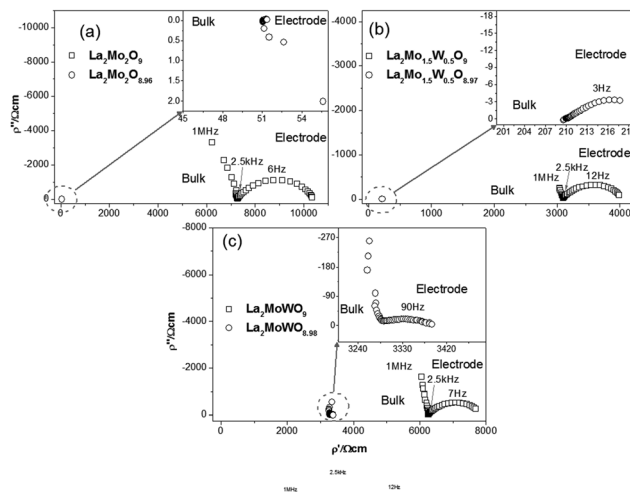 (a)
La2Mo2O9
La2Mo2O8.96
Bulk
Electrode
0.0
0.5
1.0
1.5
2.0
45 48 51 54 57
-10000
-8000
-6000
-4000
-2000
0
ρ''/Ωcm
1MHz
Electrode
2.5kHz
6Hz
Bulk
0 2000 4000 6000 8000 10000
(b)
La2Mo1.5W0.5O9
La2Mo1.5W0.5O8.97
-18
-15
-12
-9
-6
-3
0
Electrode
3Hz
Bulk
201 204 207 210 213 216 219 21
-4000
-3000
-2000
-1000
0
Electrode
2.5kHz
1MHz
12Hz
Bulk
0 1000 2000 3000 4000
(c)
La2MoWO9
La2MoWO8.98
-270
-180
-90
0
Electrode
Bulk
90Hz
3240 3330 3420
-8000
-6000
-4000
-2000
0
ρ''/Ωcm
1MHz
Electrode
2.5kHz
7Hz
Bulk
0 2000 4000 6000 8000
ρ'/Ωcm
2.5kHz
1MHz 12Hz